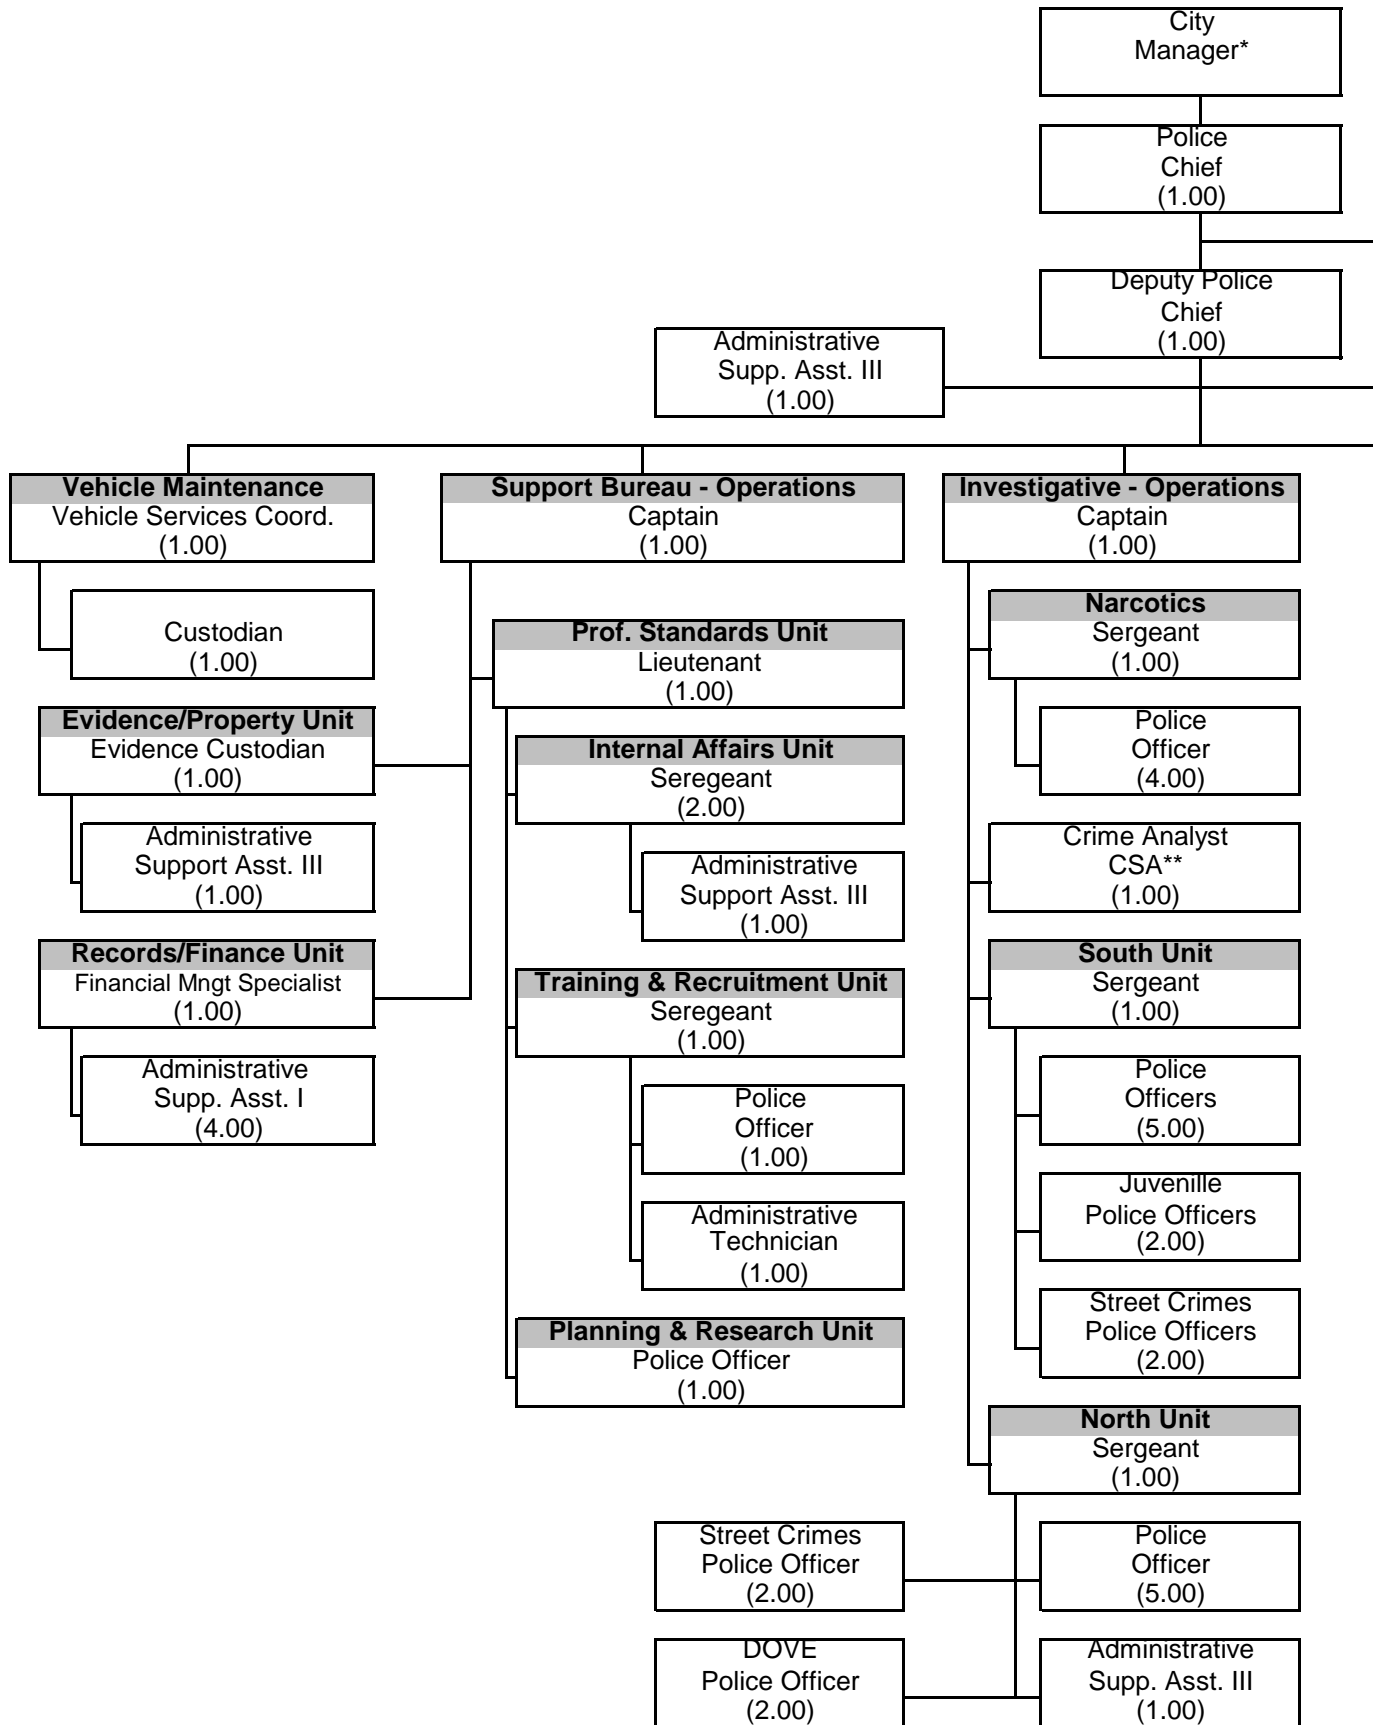 City
Manager*
Police
Chief
(1.00)
Deputy Police
Chief
(1.00)
Administrative
Supp. Asst. III
(1.00)
Vehicle Maintenance
Vehicle Services Coord.
(1.00)
Custodian
(1.00)
Evidence/Property Unit
Evidence Custodian
(1.00)
Administrative
Support Asst. III
(1.00)
Records/Finance Unit
Financial Mngt Specialist
(1.00)
Administrative
Supp. Asst. I
(4.00)
Support Bureau - Operations
Captain
(1.00)
Prof. Standards Unit
Lieutenant
(1.00)
Internal Affairs Unit
Seregeant
(2.00)
Administrative
Support Asst. III
(1.00)
Training & Recruitment Unit
Seregeant
(1.00)
Police
Officer
(1.00)
Administrative
Technician
(1.00)
Planning & Research Unit
Police Officer
(1.00)
Investigative - Operations
Captain
(1.00)
Narcotics
Sergeant
(1.00)
Police
Officer
(4.00)
Crime Analyst
CSA**
(1.00)
South Unit
Sergeant
(1.00)
Police
Officers
(5.00)
Juvenille
Police Officers
(2.00)
Street Crimes
Police Officers
(2.00)
North Unit
Sergeant
(1.00)
Street Crimes
Police Officer
(2.00)
Police
Officer
(5.00)
DOVE
Police Officer
(2.00)
Administrative
Supp. Asst. III
(1.00)